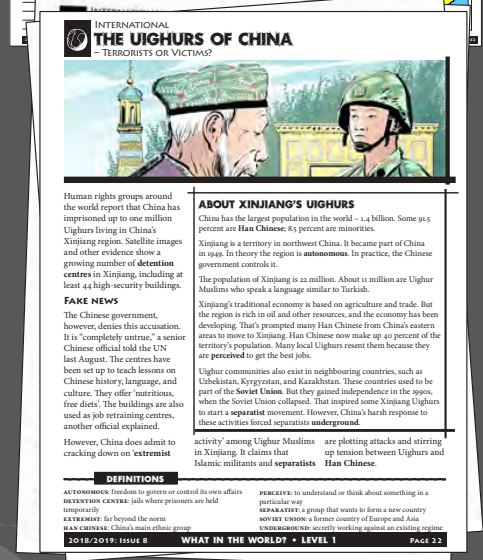 INTERNATIONAL
THE UIGHURS OF CHINA
– TERRORISTS OR VICTIMS?
Human rights groups around
the world report that China has
imprisoned up to one million
Uighurs living in China's
Xinjiang region. Satellite images
and other evidence show a
growing number of detention
centres in Xinjiang, including at
least 44 high-security buildings.
FAKE NEWS
The Chinese government,
however, denies this accusation.
It is "completely untrue," a senior
Chinese official told the UN
last August. The centres have
been set up to teach lessons on
Chinese history, language, and
culture. They offer 'nutritious,
free diets'. The buildings are also
used as job retraining centres,
another official explained.
However, China does admit to
cracking down on 'extremist
ABOUT XINJIANG'S UIGHURS
China has the largest population in the world – 1.4 billion. Some 91.5
percent are Han Chinese; 8.5 percent are minorities.
Xinjiang is a territory in northwest China. It became part of China
in 1949. In theory the region is autonomous. In practice, the Chinese
government controls it.
The population of Xinjiang is 22 million. About 11 million are Uighur
Muslims who speak a language similar to Turkish.
Xinjiang's traditional economy is based on agriculture and trade. But
the region is rich in oil and other resources, and the economy has been
developing. That's prompted many Han Chinese from China's eastern
areas to move to Xinjiang. Han Chinese now make up 40 percent of the
territory's population. Many local Uighurs resent them because they
are perceived to get the best jobs.
Uighur communities also exist in neighbouring countries, such as
Uzbekistan, Kyrgyzstan, and Kazakhstan. These countries used to be
part of the Soviet Union. But they gained independence in the 1990s,
when the Soviet Union collapsed. That inspired some Xinjiang Uighurs
to start a separatist movement. However, China's harsh response to
these activities forced separatists underground.
activity' among Uighur Muslims
in Xinjiang. It claims that
Islamic militants and separatists
are plotting attacks and stirring
up tension between Uighurs and
Han Chinese.
DEFINITIONS
AUTONOMOUS: freedom to govern or control its own affairs
DETENTION CENTRE: jails where prisoners are held
temporarily
EXTREMIST: far beyond the norm
HAN CHINESE: China's main ethnic group
PERCEIVE: to understand or think about something in a
particular way
SEPARATIST: a group that wants to form a new country
SOVIET UNION: a former country of Europe and Asia
UNDERGROUND: secretly working against an existing regime
2018/2019: ISSUE 8 WHAT IN THE WORLD? • LEVEL 1 PAGE 22